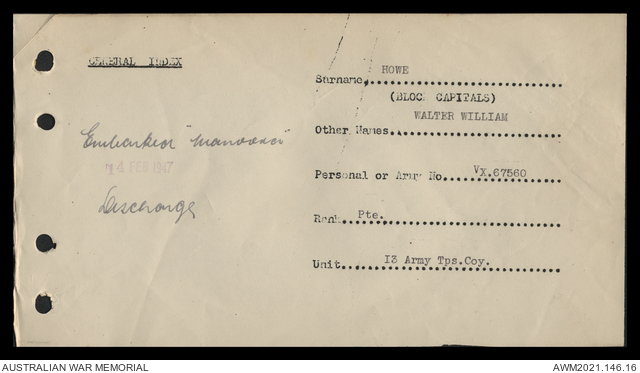 GENERAL INDEX
Surname, HOWE
(BLOCK CAPITALS)
WALTER WILLIAM
Other Names
Personal or Army No. VX.67560
Rank Pte.
Unit. 13 Army Tps.Coy.
Embarked "Manoora"
14 FEB 1947
Discharge
AUSTRALIAN WAR MEMORIAL
AWM2021.146.16